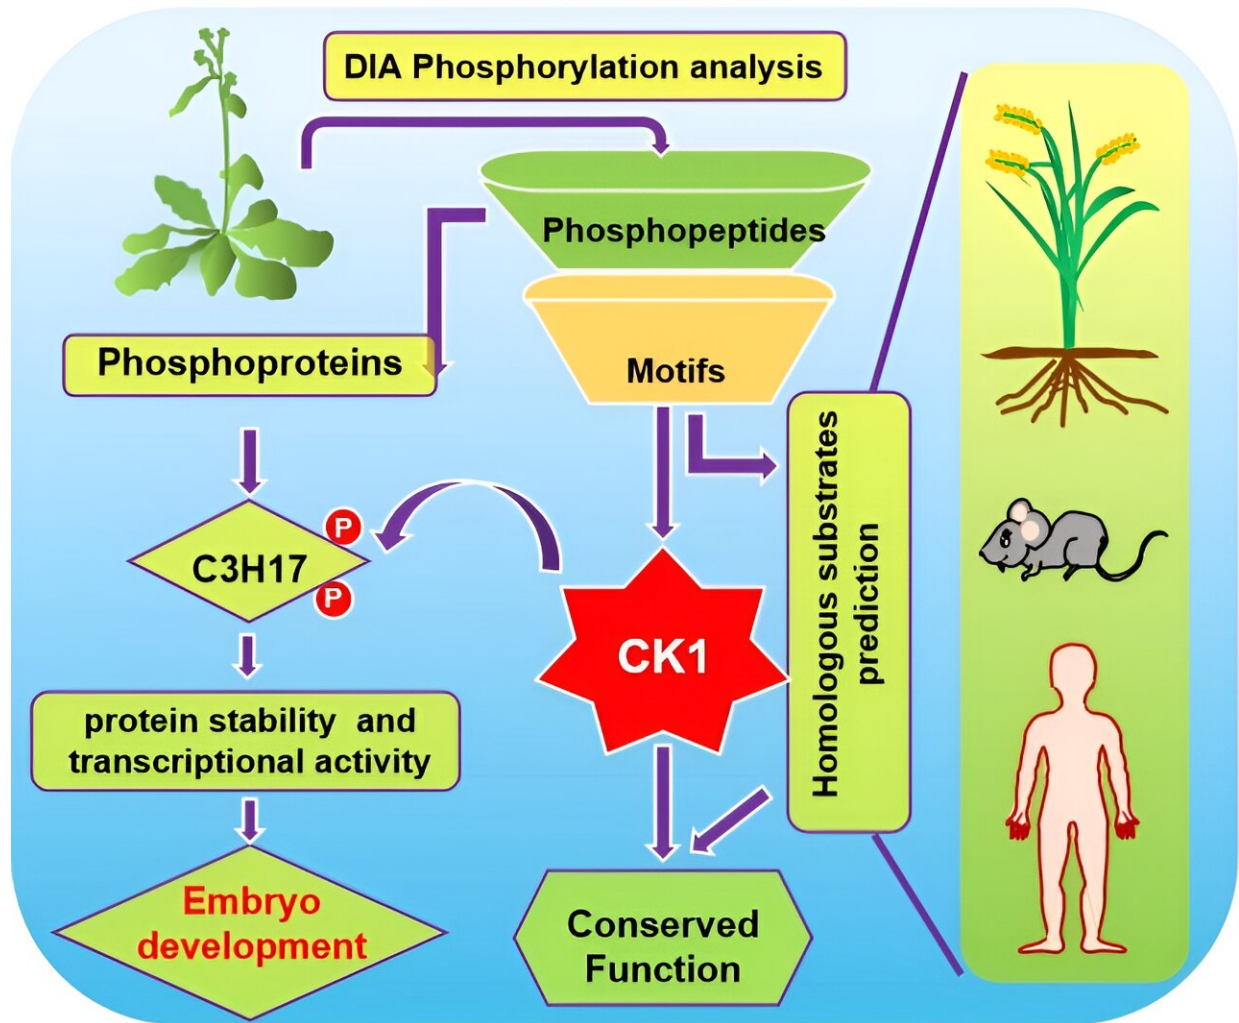 DIA Phosphorylation analysis
Phosphopeptides
Phosphoproteins
Motifs
Homologous substrates
prediction
C3H17
P
P
CK1
protein stability and
transcriptional activity
Embryo
development
Conserved
Function